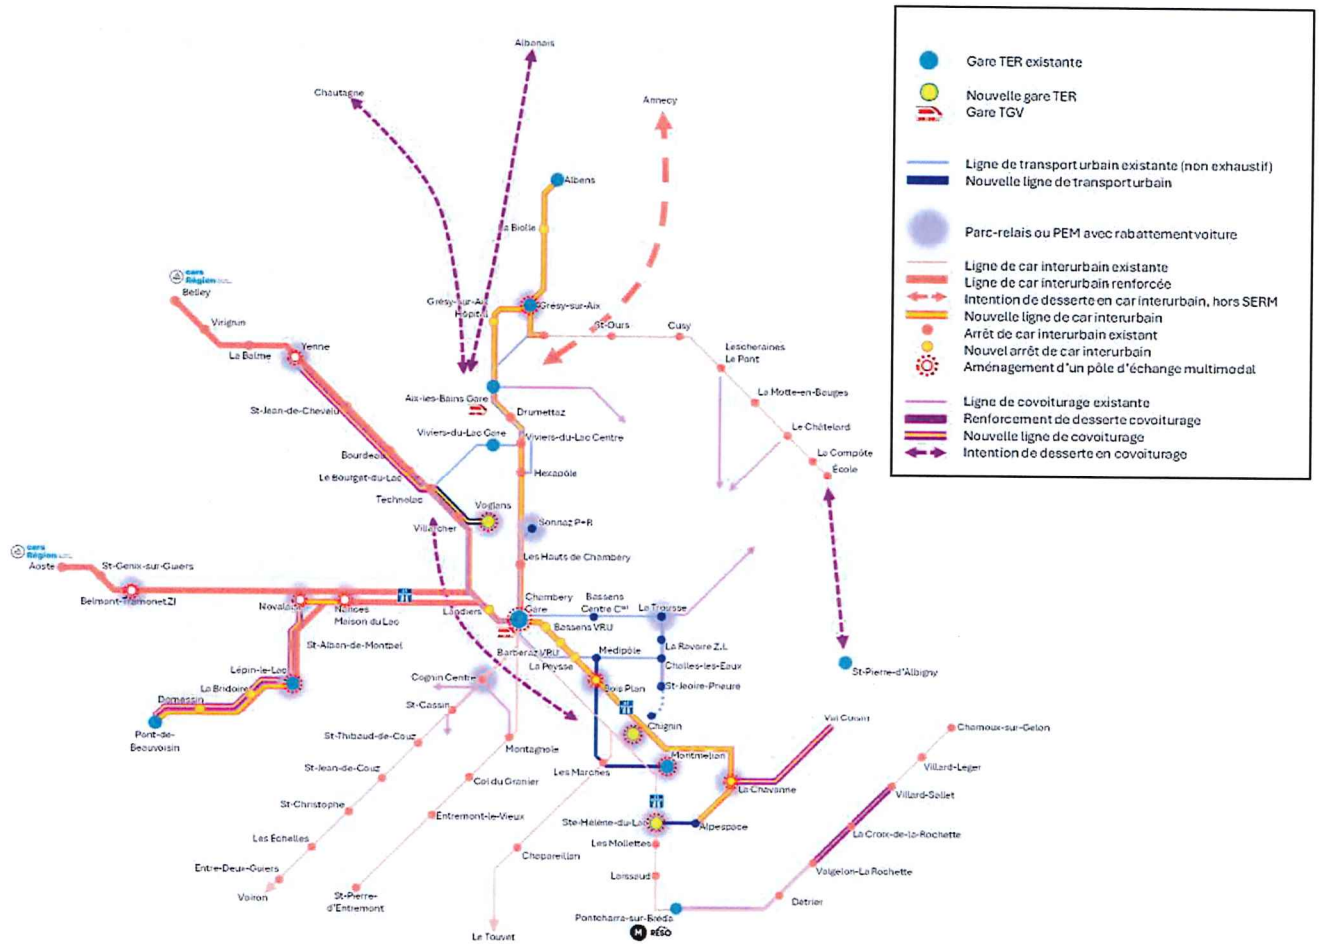 Albanais
Chautagne
Annecy
Albens
La Biolle
cars
Région
Belley
Virignin
La Balme
Yenne
St-Jean-de-Chevelu
Bourdeau
Le Bourget-du-Lac
Technolac
Villarcher
Voglans
Grésy-sur-Aix
Hôpital
Grésy-sur-Aix
St-Ours
Cusy
Lescheraines
Le Pont
La Motte-en-Bauges
Le Châtelard
La Compôte
École
Aix-les-Bains Gare
Drumettaz
Viviers-du-Lac Gare
Viviers-du-Lac Centre
Hexapôle
Sonnaz P+R
Les Hauts de Chambéry
cars
Région
Aoste
St-Genix-sur-Guiers
Belmont-Tramonet ZI
Novalaise
Nances
Maison du Lac
St-Alban-de-Montbel
Lépin-le-Lac
La Bridoire
Domessin
Pont-de-
Beauvoisin
Landiers
Chambéry
Gare
Bassens
Centre Cial
La Trousse
Bassens VRU
Barberaz VRU
La Peysse
Médipôle
La Ravoire Z.I.
Challes-les-Eaux
St-Jeoire-Prieuré
Bois Plan
Chignin
Montmélian
St-Pierre-d'Albigny
Val Gelon
Chamoux-sur-Gelon
Villard-Léger
Villard-Sallet
La Croix-de-la-Rochette
Valgelon-La Rochette
Détrier
La Chavanne
Alpespace
Ste-Hélène-du-Lac
Les Mollettes
Laissaud
Pontcharra-sur-Bréda
M RÉSO
Cognin Centre
St-Cassin
St-Thibaud-de-Couz
St-Jean-de-Couz
St-Christophe
Les Échelles
Entre-Deux-Guiers
Voiron
Montagnole
Col du Granier
Entremont-le-Vieux
St-Pierre-
d'Entremont
Les Marches
Chapareillan
Le Touvet
Gare TER existante
Nouvelle gare TER
Gare TGV
Ligne de transport urbain existante (non exhaustif)
Nouvelle ligne de transport urbain
Parc-relais ou PEM avec rabattement voiture
Ligne de car interurbain existante
Ligne de car interurbain renforcée
Intention de desserte en car interurbain, hors SERM
Nouvelle ligne de car interurbain
Arrêt de car interurbain existant
Nouvel arrêt de car interurbain
Aménagement d'un pôle d'échange multimodal
Ligne de covoiturage existante
Renforcement de desserte covoiturage
Nouvelle ligne de covoiturage
Intention de desserte en covoiturage